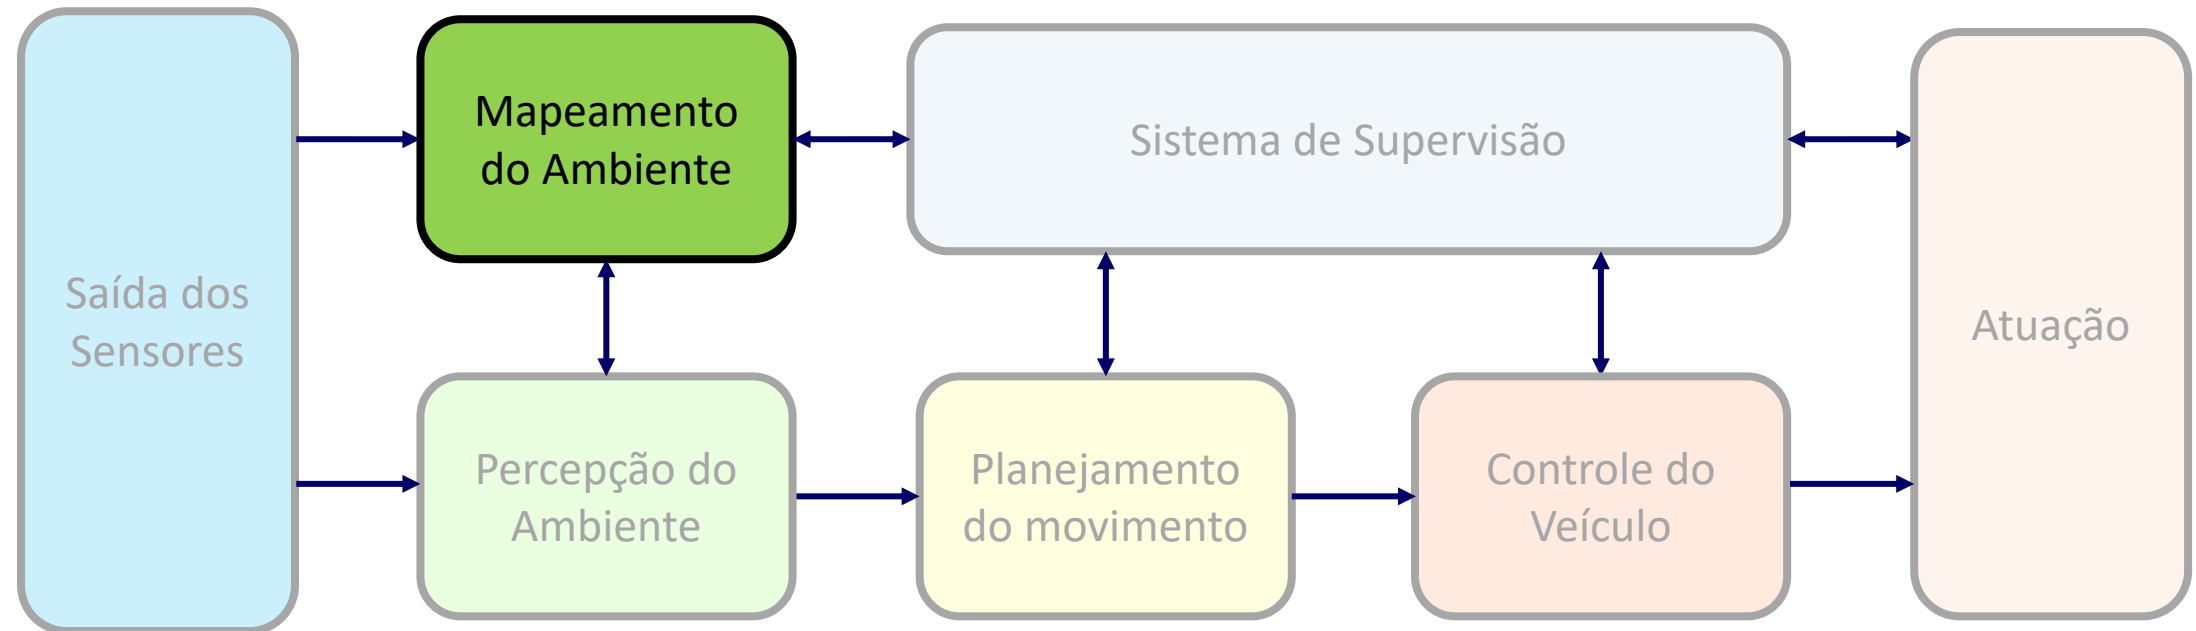 Saída dos
Sensores
Mapeamento
do Ambiente
Sistema de Supervisão
Percepção do
Ambiente
Planejamento
do movimento
Controle do
Veículo
Atuação